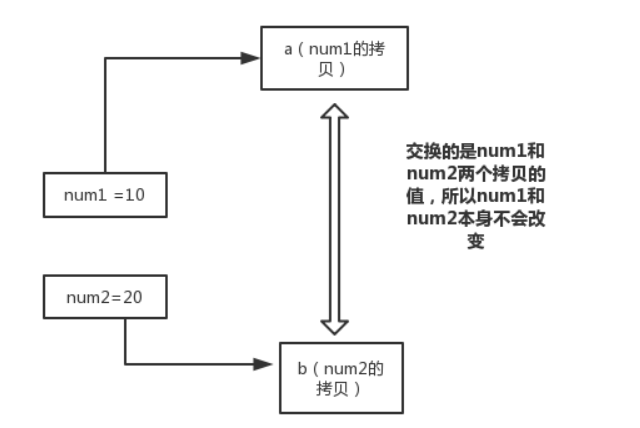 a（num1的拷
贝）
交换的是num1和
num2两个拷贝的
值，所以num1和
num2本身不会改
变
num1 =10
num2=20
b（num2的
拷贝）